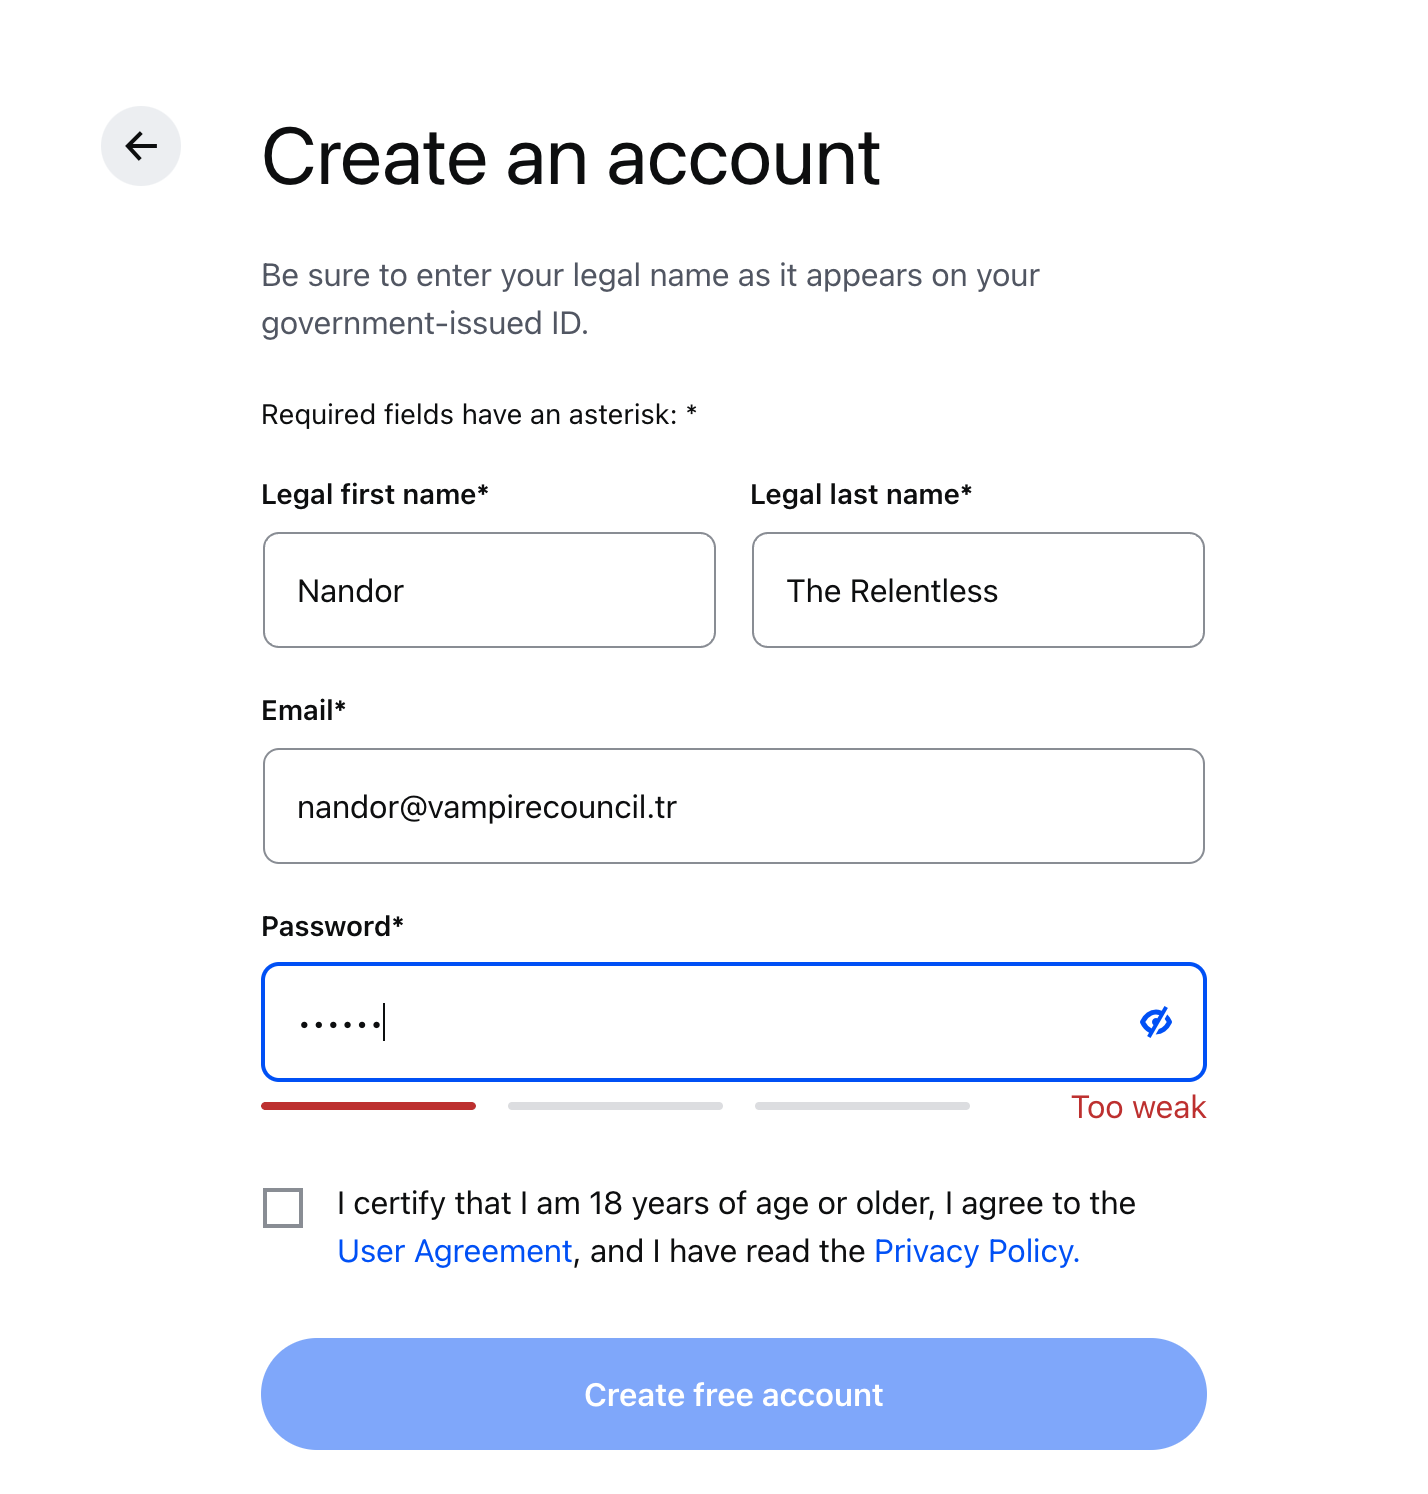 Create an account
Be sure to enter your legal name as it appears on your
government-issued ID.
Required fields have an asterisk: *
Legal first name*
Legal last name*
Nandor
The Relentless
Email*
nandor@vampirecouncil.tr
Password*
••••••
Too weak
I certify that I am 18 years of age or older, I agree to the
User Agreement, and I have read the Privacy Policy.
Create free account